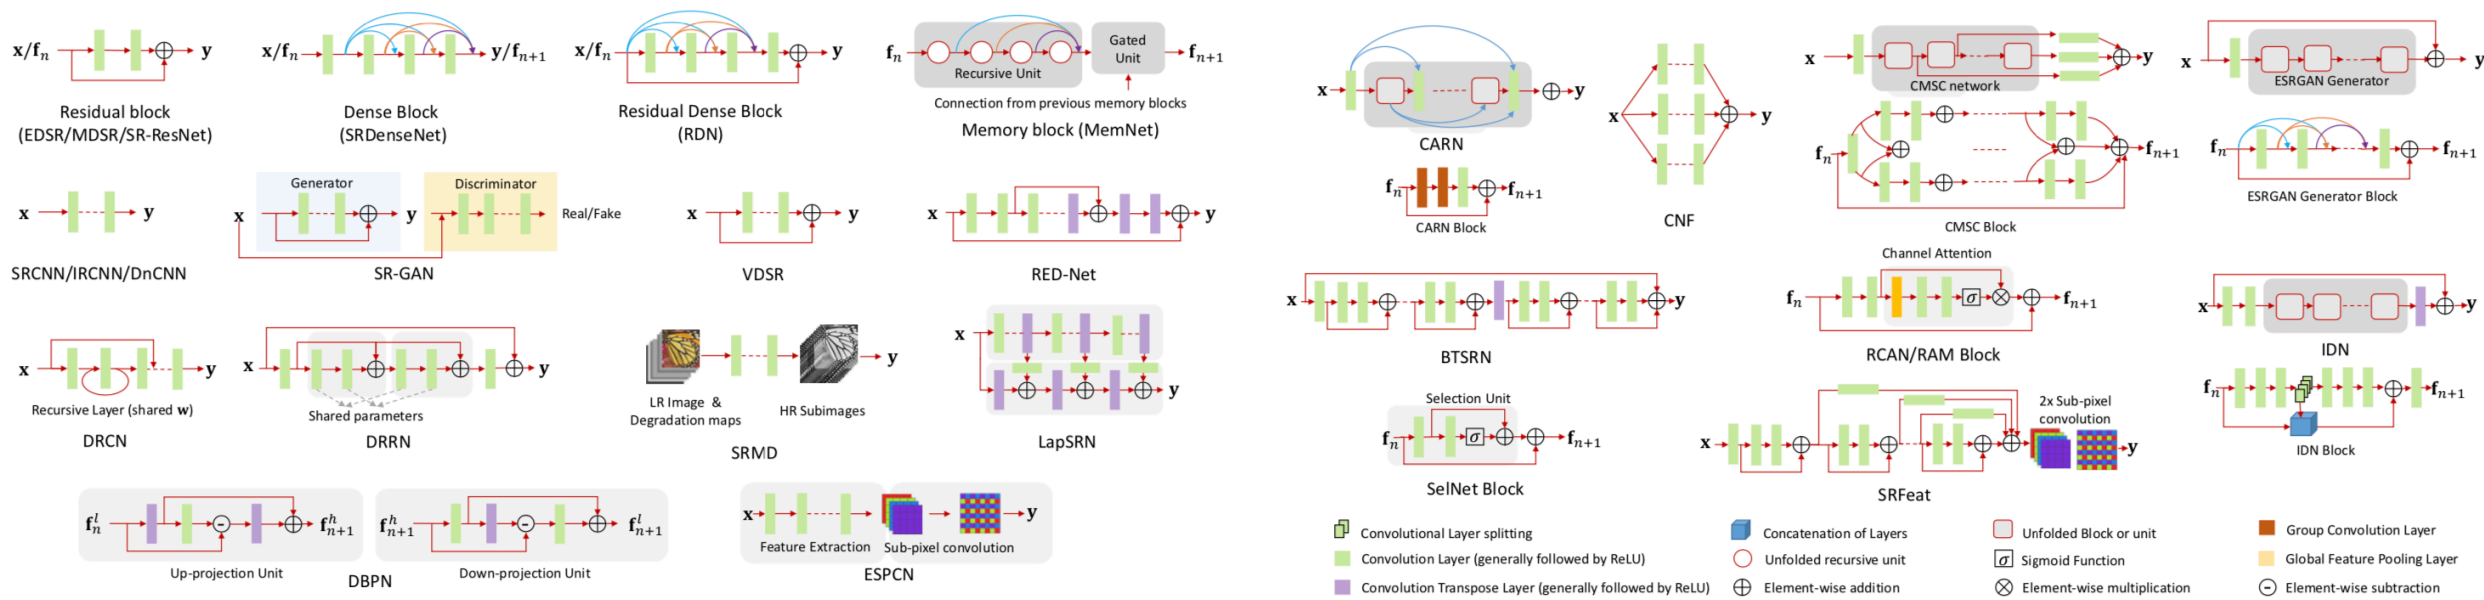 x/fₙ y
Residual block
(EDSR/MDSR/SR-ResNet)
x/fₙ y/fₙ₊₁
Dense Block
(SRDenseNet)
x/fₙ y
Residual Dense Block
(RDN)
fₙ Recursive Unit Gated Unit fₙ₊₁
Connection from previous memory blocks
Memory block (MemNet)
x y
SRCNN/IRCNN/DnCNN
Generator Discriminator
x y Real/Fake
SR-GAN
x y
VDSR
x y
RED-Net
x y
Recursive Layer (shared w)
DRCN
x y
Shared parameters
DRRN
y
LR Image &
Degradation maps
HR Subimages
SRMD
x
y
LapSRN
fₙˡ fₙ₊₁ʰ
Up-projection Unit
fₙ₊₁ʰ fₙ₊₁ˡ
Down-projection Unit
DBPN
x y
Feature Extraction Sub-pixel convolution
ESPCN
x y
CARN
fₙ fₙ₊₁
CARN Block
x y
CNF
x y
CMSC network
fₙ fₙ₊₁
CMSC Block
x y
ESRGAN Generator
fₙ fₙ₊₁
ESRGAN Generator Block
x y
BTSRN
Channel Attention
fₙ σ fₙ₊₁
RCAN/RAM Block
x y
IDN
fₙ fₙ₊₁
IDN Block
Selection Unit
fₙ σ fₙ₊₁
SelNet Block
2x Sub-pixel
convolution
x y
SRFeat
Convolutional Layer splitting
Convolution Layer (generally followed by ReLU)
Convolution Transpose Layer (generally followed by ReLU)
Concatenation of Layers
Unfolded recursive unit
Element-wise addition
Unfolded Block or unit
σ Sigmoid Function
Element-wise multiplication
Group Convolution Layer
Global Feature Pooling Layer
Element-wise subtraction